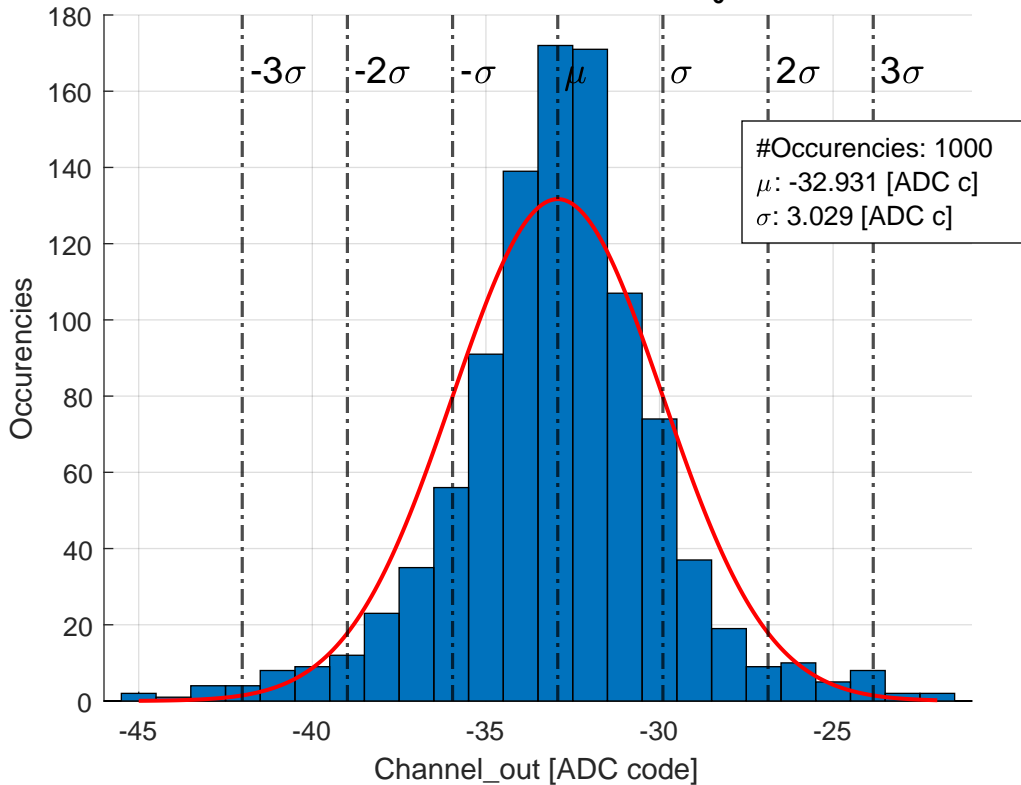 180
160
140
120
100
80
60
40
20
0
-3σ -2σ -σ μ σ 2σ 3σ
#Occurencies: 1000
μ: -32.931 [ADC c]
σ: 3.029 [ADC c]
Occurencies
-45 -40 -35 -30 -25
Channel_out [ADC code]